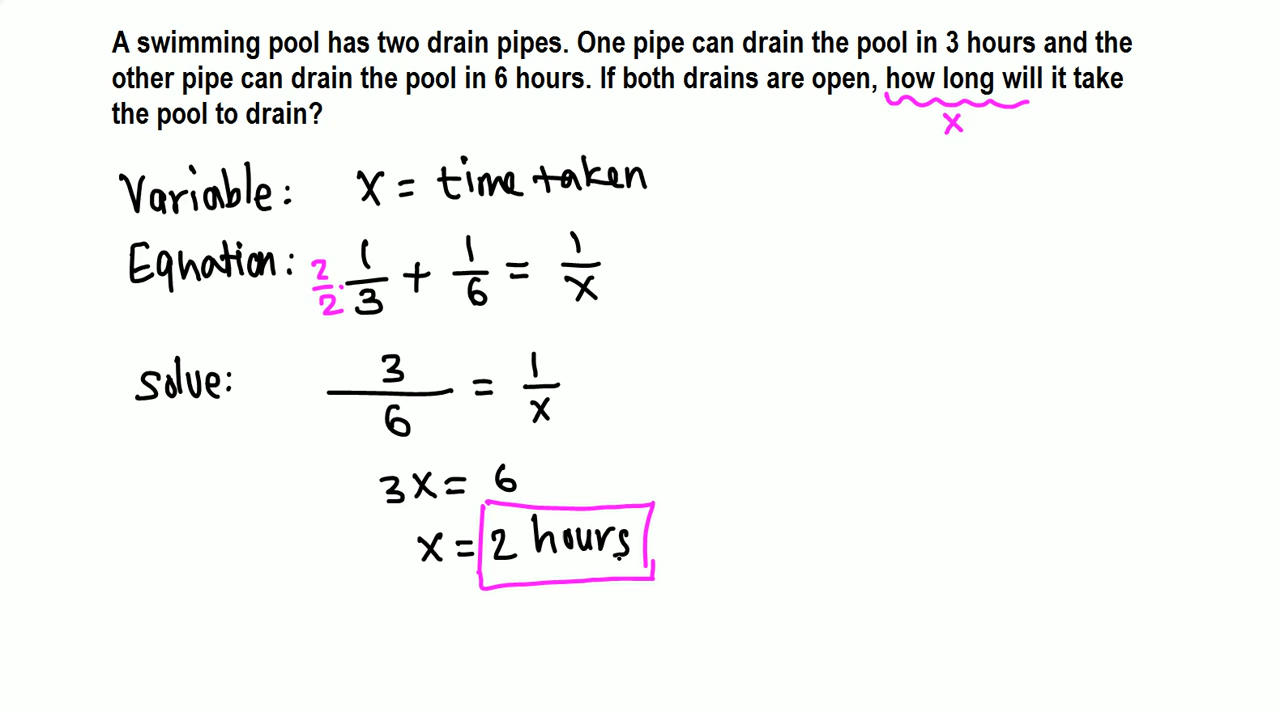 A swimming pool has two drain pipes. One pipe can drain the pool in 3 hours and the
other pipe can drain the pool in 6 hours. If both drains are open, how long will it take
the pool to drain?
x
Variable: x = time taken
Equation: 2/2 · 1/3 + 1/6 = 1/x
Solve: 3/6 = 1/x
3x = 6
x = 2 hours